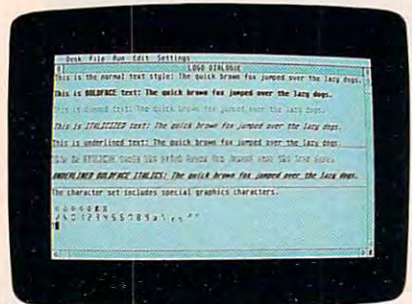 Desk File Run Edit Settings
LOGO DIALOGUE
This is the normal text style: The quick brown fox jumped over the lazy dogs.
This is BOLDFACE text: The quick brown fox jumped over the lazy dogs.
This is text: The quick brown fox jumped over the lazy dogs.
This is ITALICIZED text: The quick brown fox jumped over the lazy dogs.
This is underlined text: The quick brown fox jumped over the lazy dogs.
UNDERLINED BOLDFACE ITALICS: The quick brown fox jumped over the lazy dogs.
The character set includes special graphics characters.